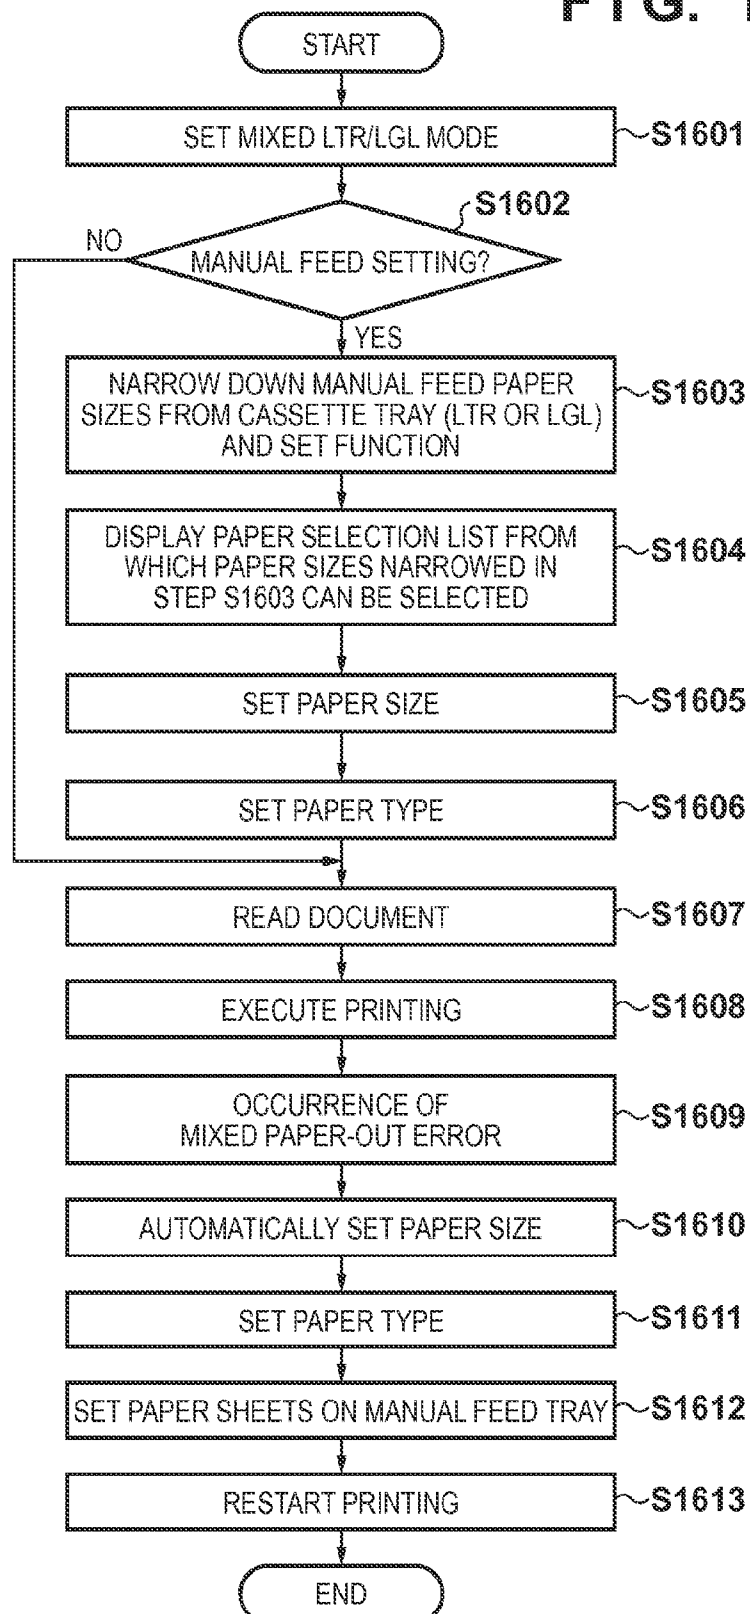 FIG. 1
START
SET MIXED LTR/LGL MODE
S1601
S1602
NO
MANUAL FEED SETTING?
YES
NARROW DOWN MANUAL FEED PAPER
SIZES FROM CASSETTE TRAY (LTR OR LGL)
AND SET FUNCTION
S1603
DISPLAY PAPER SELECTION LIST FROM
WHICH PAPER SIZES NARROWED IN
STEP S1603 CAN BE SELECTED
S1604
SET PAPER SIZE
S1605
SET PAPER TYPE
S1606
READ DOCUMENT
S1607
EXECUTE PRINTING
S1608
OCCURRENCE OF
MIXED PAPER-OUT ERROR
S1609
AUTOMATICALLY SET PAPER SIZE
S1610
SET PAPER TYPE
S1611
SET PAPER SHEETS ON MANUAL FEED TRAY
S1612
RESTART PRINTING
S1613
END